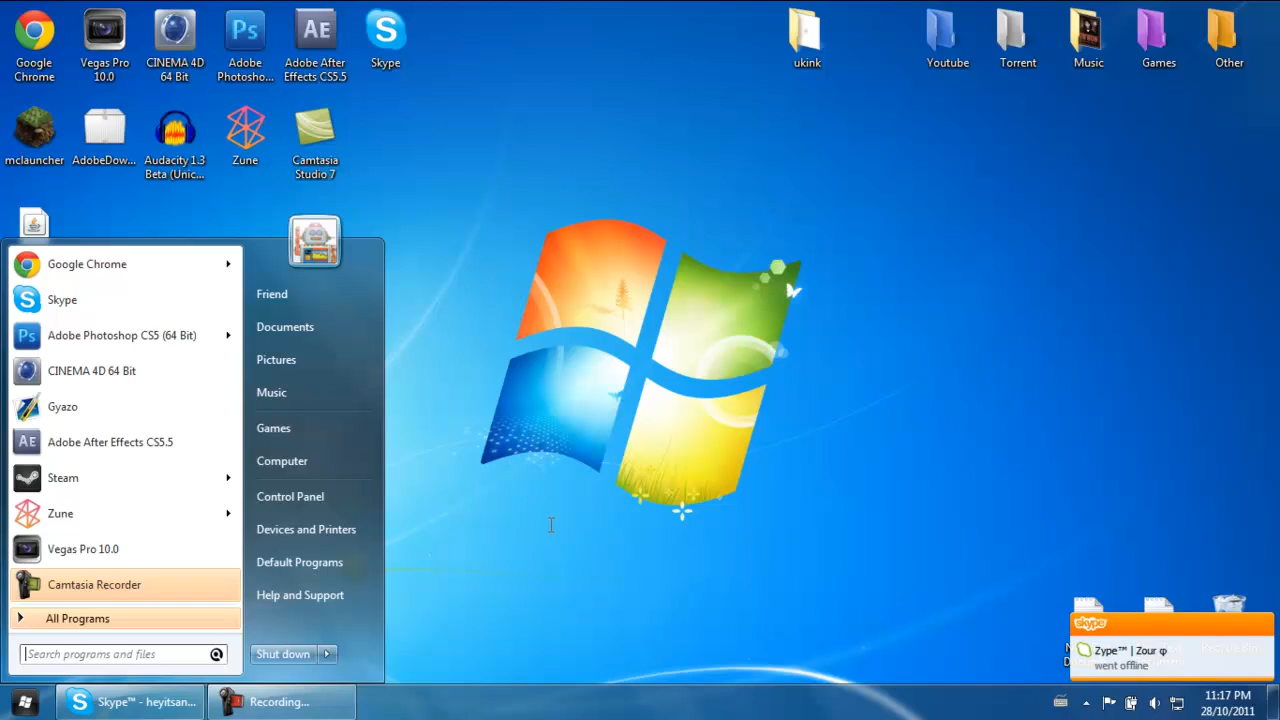 Google
Chrome
Vegas Pro
10.0
CINEMA 4D
64 Bit
Ps
Adobe
Photosho...
AE
Adobe After
Effects CS5.5
S
Skype
ukink
Youtube
Torrent
Music
Games
Other
mclauncher
AdobeDow...
Audacity 1.3
Beta (Unic...
Zune
Camtasia
Studio 7
Google Chrome
Skype
Adobe Photoshop CS5 (64 Bit)
CINEMA 4D 64 Bit
Gyazo
Adobe After Effects CS5.5
Steam
Zune
Vegas Pro 10.0
Camtasia Recorder
All Programs
Search programs and files
Friend
Documents
Pictures
Music
Games
Computer
Control Panel
Devices and Printers
Default Programs
Help and Support
Shut down
skype
Zype™ | Zour φ
went offline
Skype™ - heyitsan...
Recording...
11:17 PM
28/10/2011